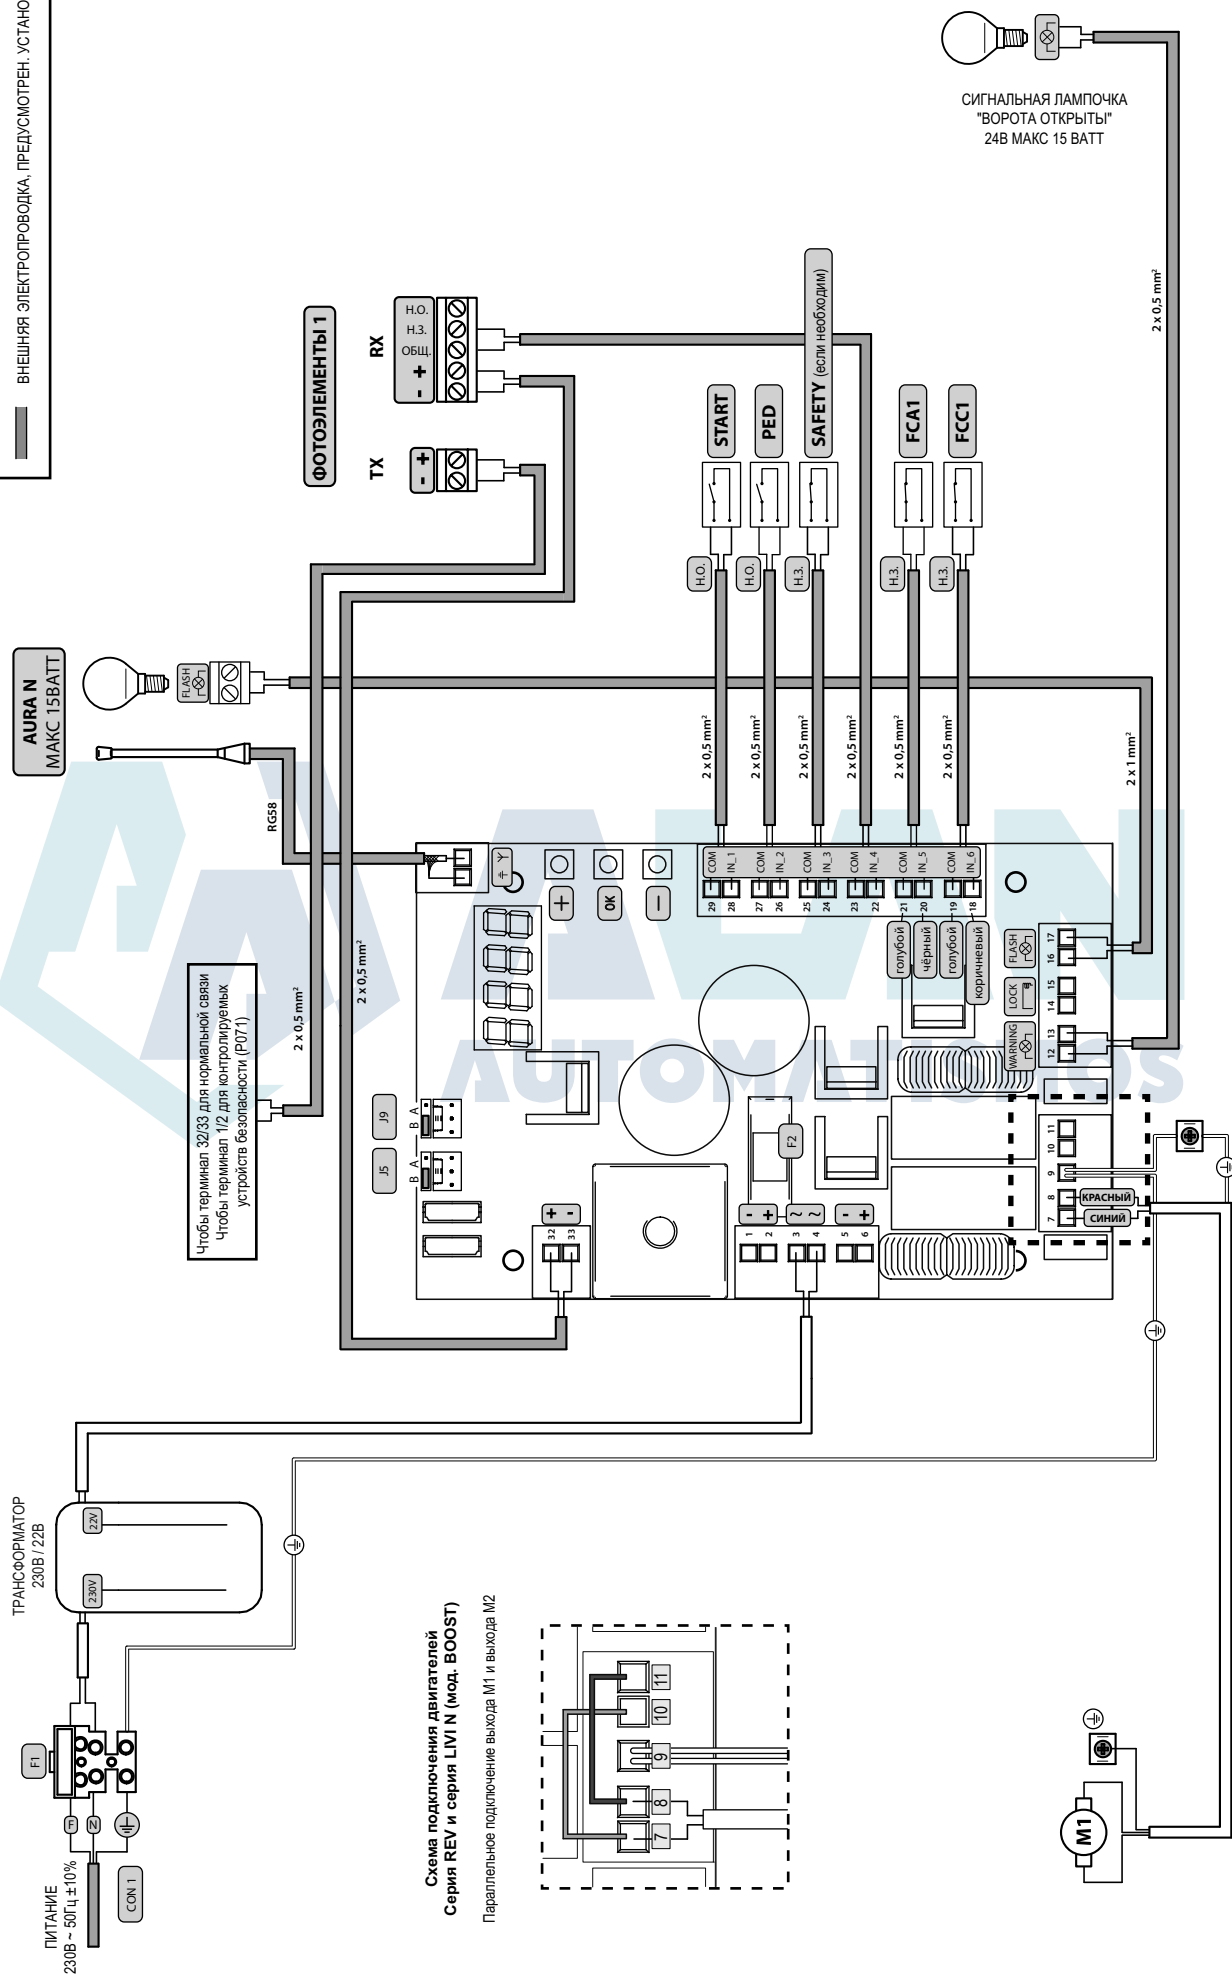 ВНЕШНЯЯ ЭЛЕКТРОПРОВОДКА, ПРЕДУСМОТРЕН. УСТАНО
СИГНАЛЬНАЯ ЛАМПОЧКА
"ВОРОТА ОТКРЫТЫ"
24В МАКС 15 ВАТТ
2 x 0,5 mm²
ФОТОЭЛЕМЕНТЫ 1
TX
- +
RX
- + ОБЩ. Н.З. Н.О.
AURA N
МАКС 15ВАТТ
FLASH
RG58
START
PED
SAFETY (если необходим)
FCA1
FCC1
Н.О.
Н.О.
Н.З.
Н.З.
Н.З.
2 x 0,5 mm²
2 x 0,5 mm²
2 x 0,5 mm²
2 x 0,5 mm²
2 x 0,5 mm²
2 x 0,5 mm²
2 x 1 mm²
Чтобы терминал 32/33 для нормальной связи
Чтобы терминал 1/2 для контролируемых
устройств безопасности (P071)
2 x 0,5 mm²
2 x 0,5 mm²
+
OK
-
29 COM
28 IN_1
27 COM
26 IN_2
25 COM
24 IN_3
23 COM
22 IN_4
21 COM
20 IN_5
19 COM
18 IN_6
голубой
чёрный
голубой
коричневый
J5
B A
J9
B A
F2
32 +
33 -
1 -
2 +
3 ~
4 ~
5 -
6 +
7 8 9 10 11
СИНИЙ
КРАСНЫЙ
WARNING
12 13
LOCK
14 15
FLASH
16 17
ALAN
AUTOMATISMOS
ТРАНСФОРМАТОР
230В / 22В
230V
22V
F1
F
N
CON 1
ПИТАНИЕ
230В ~ 50Гц ±10%
Схема подключения двигателей
Серия REV и серия LIVI N (мод. BOOST)
Параллельное подключение выхода M1 и выхода M2
7 8 9 10 11
M1